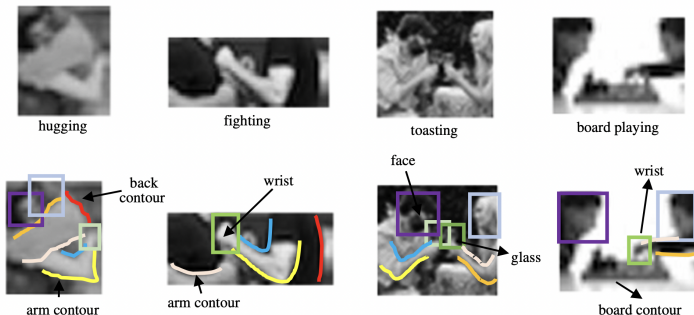 hugging
fighting
toasting
board playing
face
back
contour
wrist
wrist
glass
arm contour
arm contour
board contour